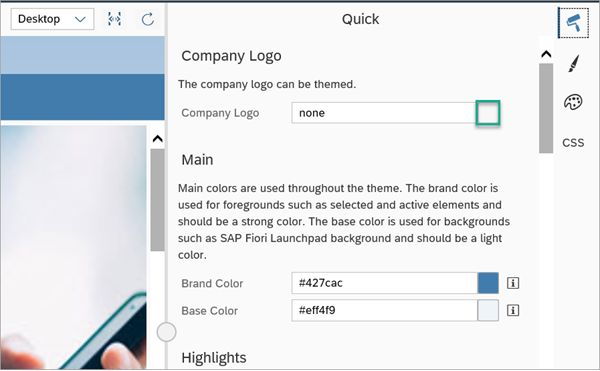 Desktop
Quick
Company Logo
The company logo can be themed.
Company Logo
none
Main
Main colors are used throughout the theme. The brand color is
used for foregrounds such as selected and active elements and
should be a strong color. The base color is used for backgrounds
such as SAP Fiori Launchpad background and should be a light
color.
Brand Color
#427cac
Base Color
#eff4f9
Highlights
CSS